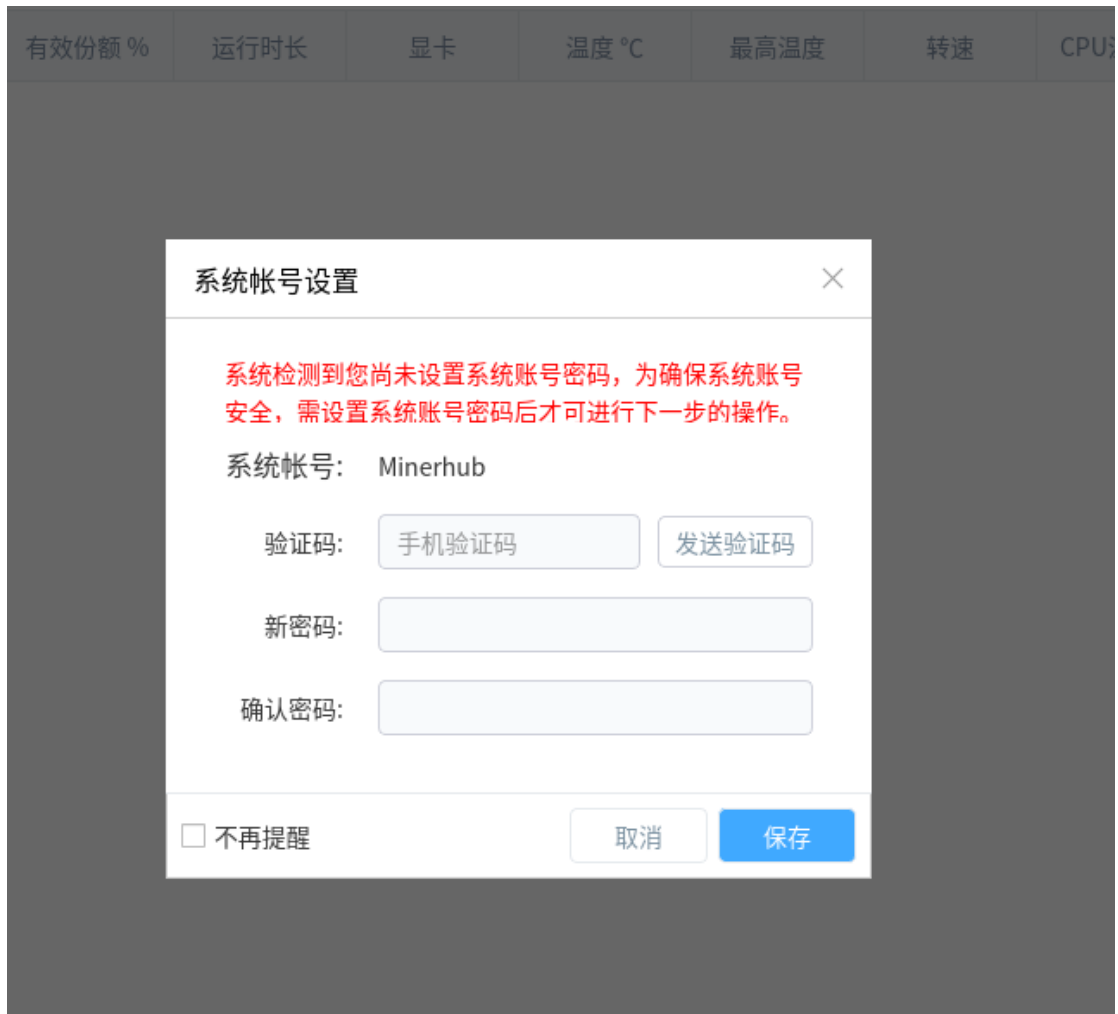 有效份额 % 运行时长 显卡 温度 ℃ 最高温度 转速 CPU
系统帐号设置
系统检测到您尚未设置系统账号密码，为确保系统账号
安全，需设置系统账号密码后才可进行下一步的操作。
系统帐号: Minerhub
验证码: 手机验证码 发送验证码
新密码:
确认密码:
不再提醒 取消 保存